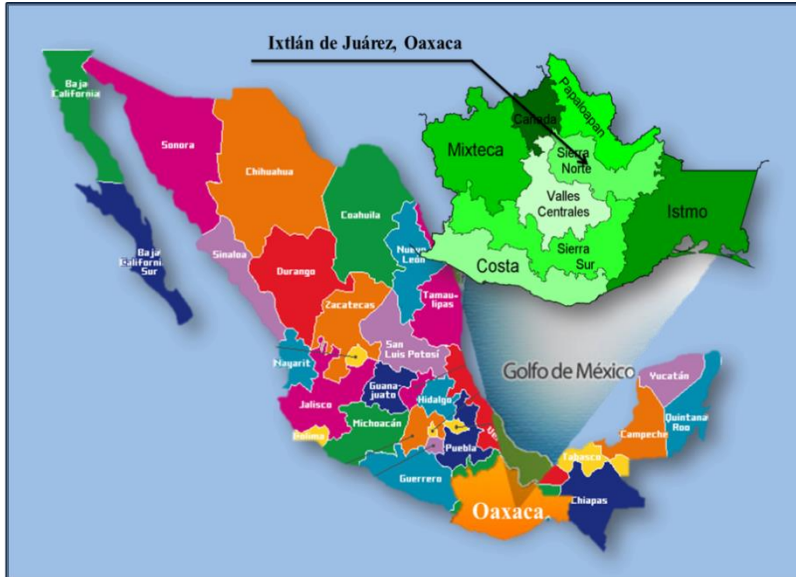 Ixtlán de Juárez, Oaxaca
Baja
California
Sonora
Chihuahua
Coahuila
Baja
California
Sur
Sinaloa
Durango
Nuevo
León
Zacatecas
Tamau-
lipas
San
Luis Potosí
Nayarit
Guana-
juato
Jalisco
Hidalgo
Colima
Michoacán
Puebla
Guerrero
Oaxaca
Golfo de México
Yucatán
Quintana
Roo
Campeche
Tabasco
Chiapas
Cañada
Papaloapan
Mixteca
Sierra
Norte
Valles
Centrales
Istmo
Costa
Sierra
Sur